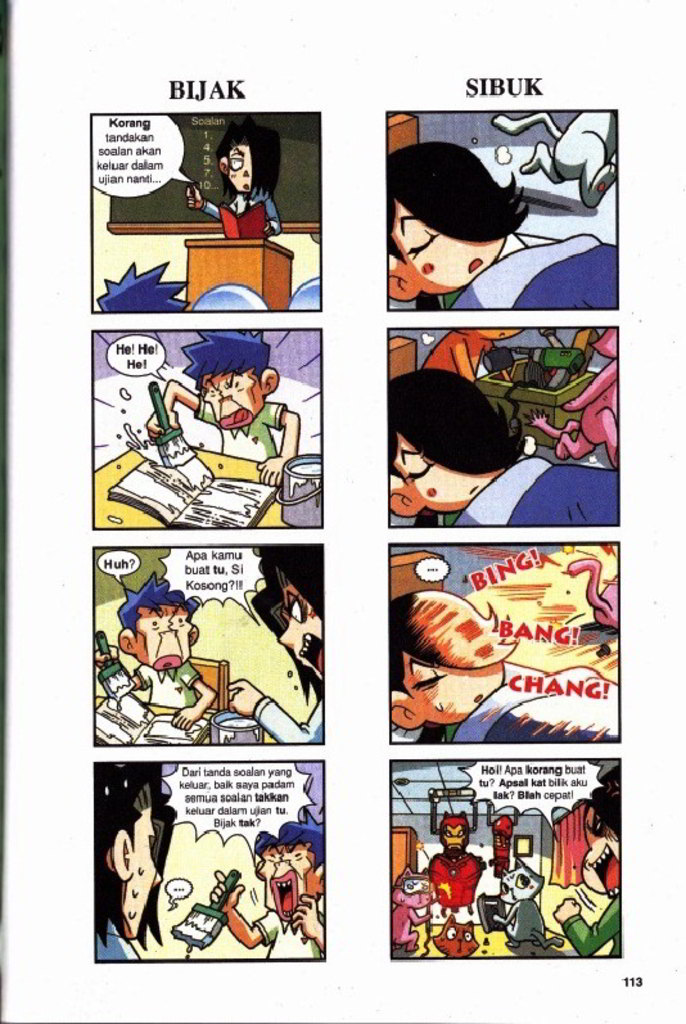 BIJAK
Korang
tandakan
soalan akan
keluar dalam
ujian nanti...
Soalan
1.
4.
5.
7.
10...
He! He!
He!
Huh?
Apa kamu
buat tu, Si
Kosong?!!
Dari tanda soalan yang
keluar, baik saya padam
semua soalan takkan
keluar dalam ujian tu.
Bijak tak?
...
SIBUK
...
BING!
BANG!
CHANG!
Hoi! Apa korang buat
tu? Apsal kat bilik aku
lak? Blah cepat!
113